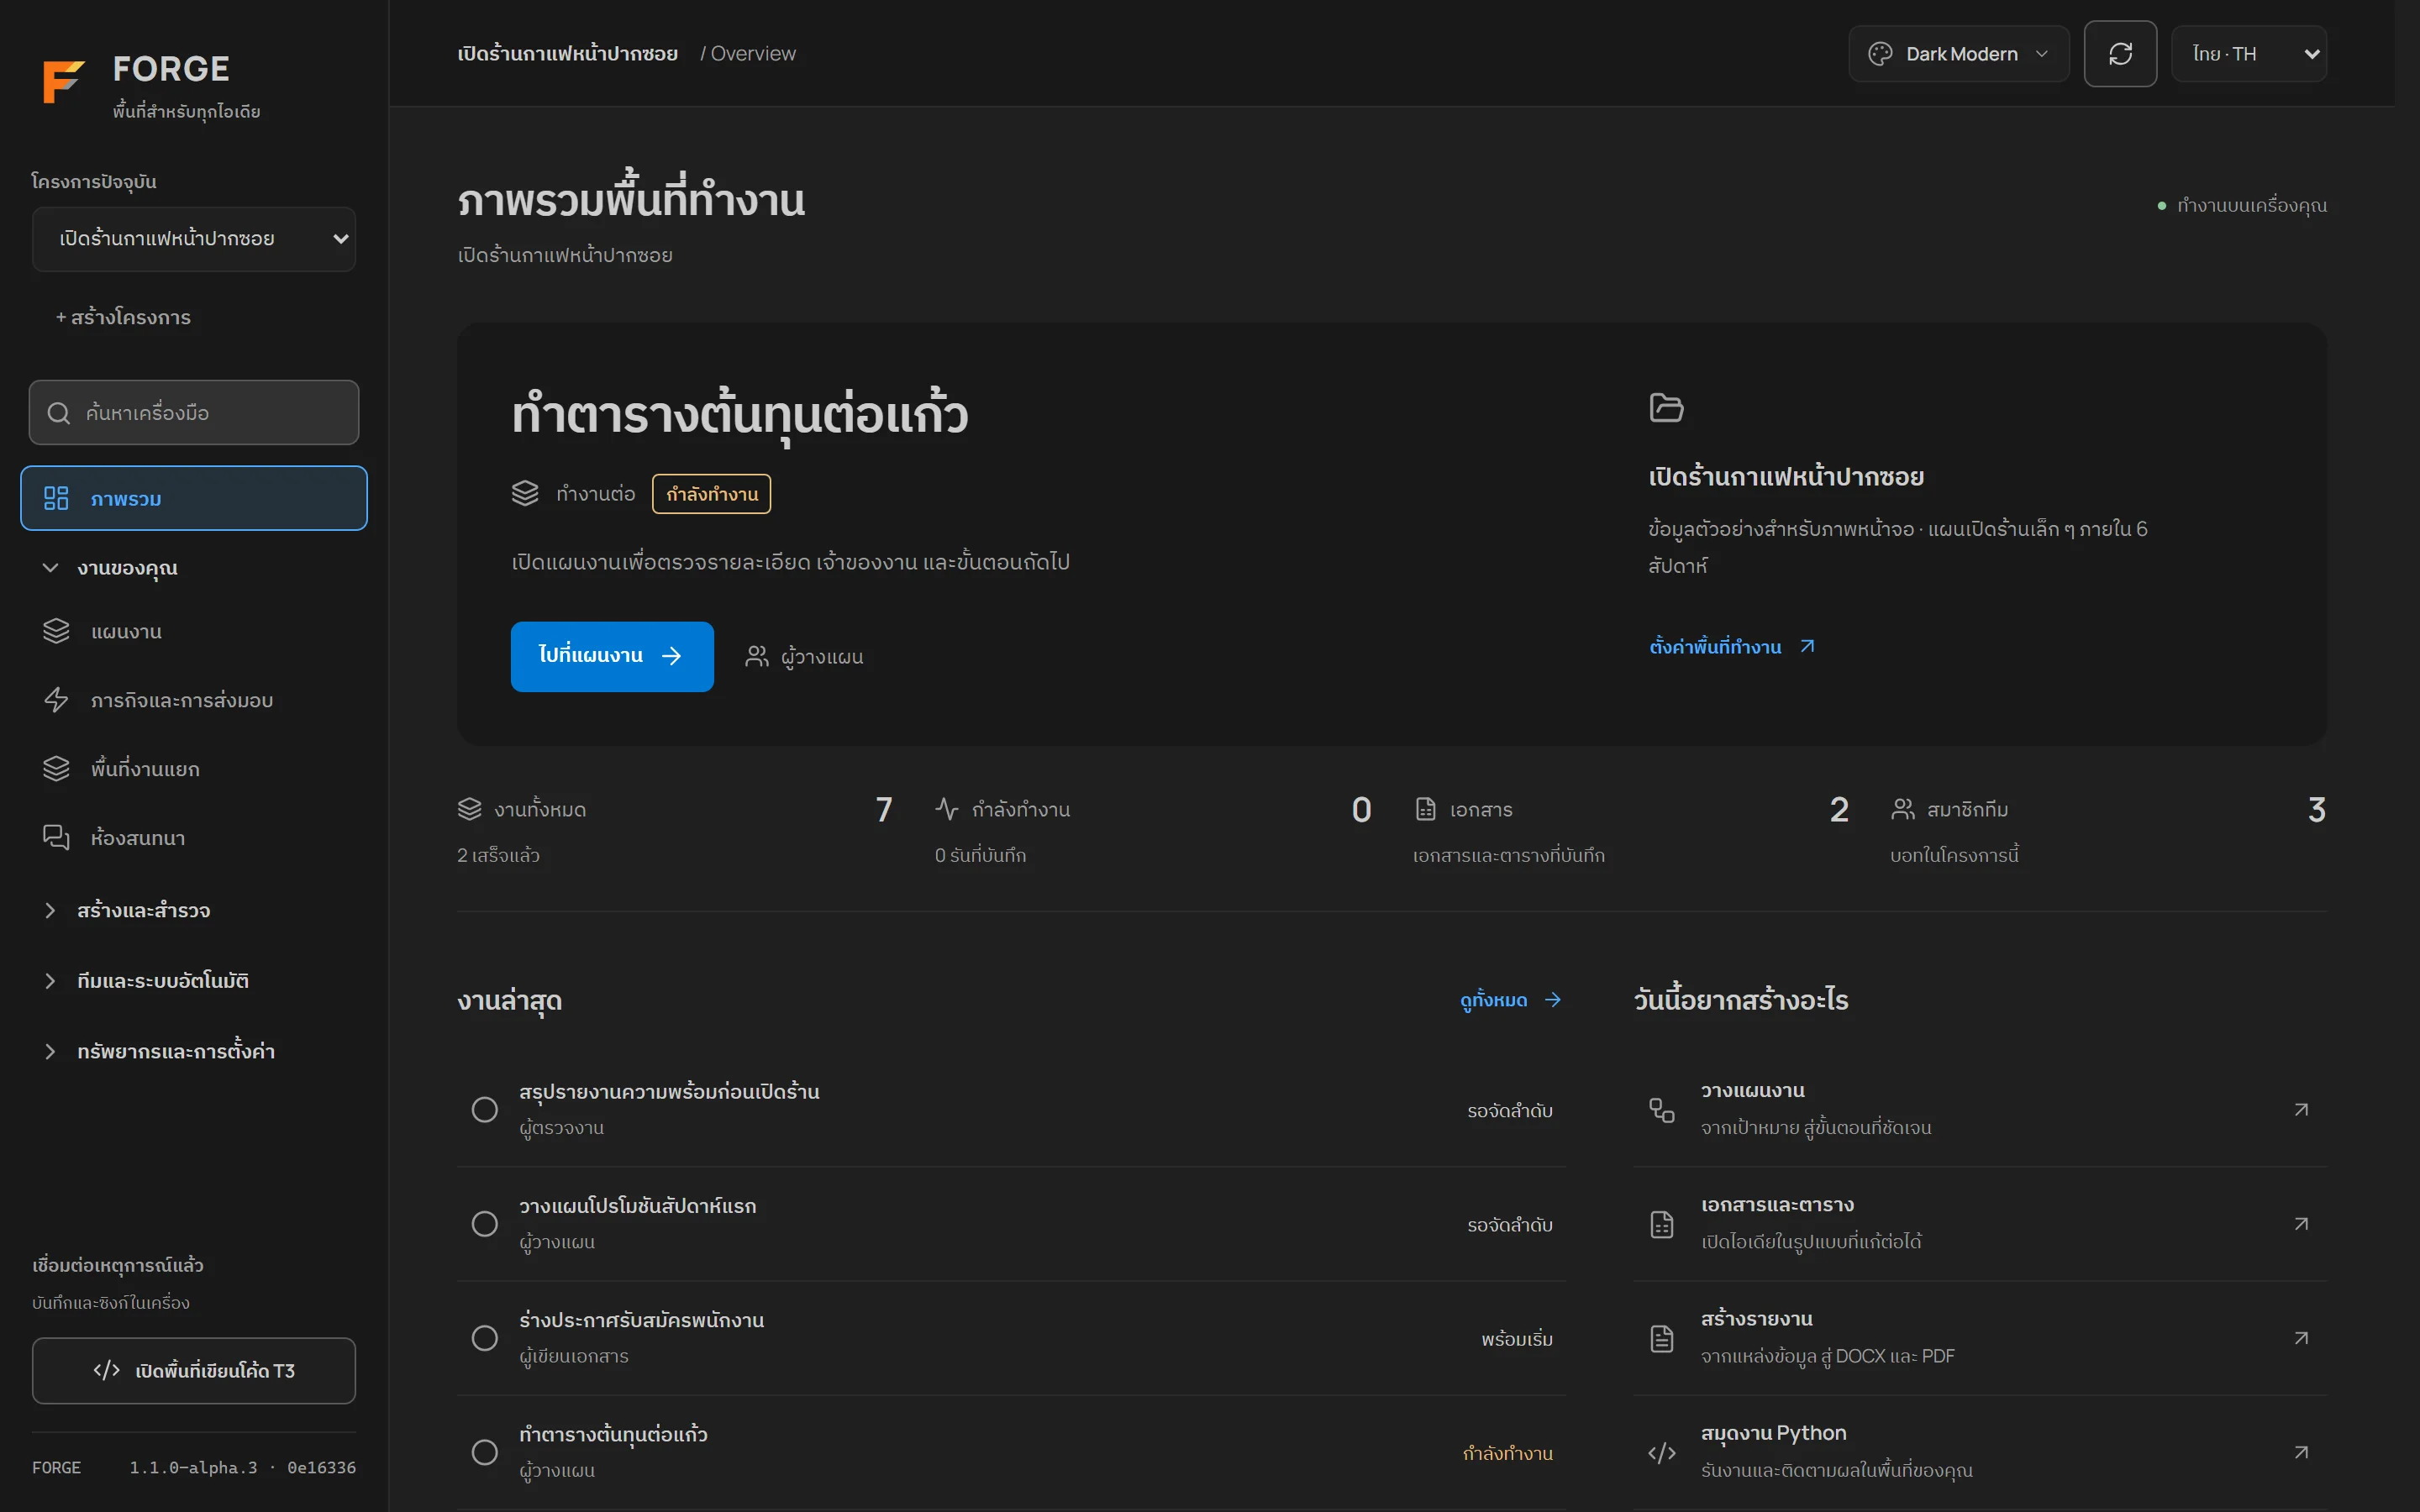 FORGE
พื้นที่สำหรับทุกไอเดีย
โครงการปัจจุบัน
เปิดร้านกาแฟหน้าปากซอย
+ สร้างโครงการ
ค้นหาเครื่องมือ
ภาพรวม
งานของคุณ
แผนงาน
ภารกิจและการส่งมอบ
พื้นที่งานแยก
ห้องสนทนา
สร้างและสำรวจ
ทีมและระบบอัตโนมัติ
ทรัพยากรและการตั้งค่า
เชื่อมต่อเหตุการณ์แล้ว
บันทึกและซิงก์ในเครื่อง
เปิดพื้นที่เขียนโค้ด T3
FORGE 1.1.0-alpha.3 · 0e16336
เปิดร้านกาแฟหน้าปากซอย / Overview
Dark Modern
ไทย · TH
ภาพรวมพื้นที่ทำงาน
ทำงานบนเครื่องคุณ
เปิดร้านกาแฟหน้าปากซอย
ทำตารางต้นทุนต่อแก้ว
ทำงานต่อ กำลังทำงาน
เปิดแผนงานเพื่อตรวจรายละเอียด เจ้าของงาน และขั้นตอนถัดไป
ไปที่แผนงาน
ผู้วางแผน
เปิดร้านกาแฟหน้าปากซอย
ข้อมูลตัวอย่างสำหรับภาพหน้าจอ · แผนเปิดร้านเล็ก ๆ ภายใน 6
สัปดาห์
ตั้งค่าพื้นที่ทำงาน
งานทั้งหมด 7
2 เสร็จแล้ว
กำลังทำงาน 0
0 รันที่บันทึก
เอกสาร 2
เอกสารและตารางที่บันทึก
สมาชิกทีม 3
บอทในโครงการนี้
งานล่าสุด
ดูทั้งหมด
สรุปรายงานความพร้อมก่อนเปิดร้าน
ผู้ตรวจงาน
รอจัดลำดับ
วางแผนโปรโมชันสัปดาห์แรก
ผู้วางแผน
รอจัดลำดับ
ร่างประกาศรับสมัครพนักงาน
ผู้เขียนเอกสาร
พร้อมเริ่ม
ทำตารางต้นทุนต่อแก้ว
ผู้วางแผน
กำลังทำงาน
วันนี้อยากสร้างอะไร
วางแผนงาน
จากเป้าหมาย สู่ขั้นตอนที่ชัดเจน
เอกสารและตาราง
เปิดไอเดียในรูปแบบที่แก้ต่อได้
สร้างรายงาน
จากแหล่งข้อมูล สู่ DOCX และ PDF
สมุดงาน Python
รันงานและติดตามผลในพื้นที่ของคุณ